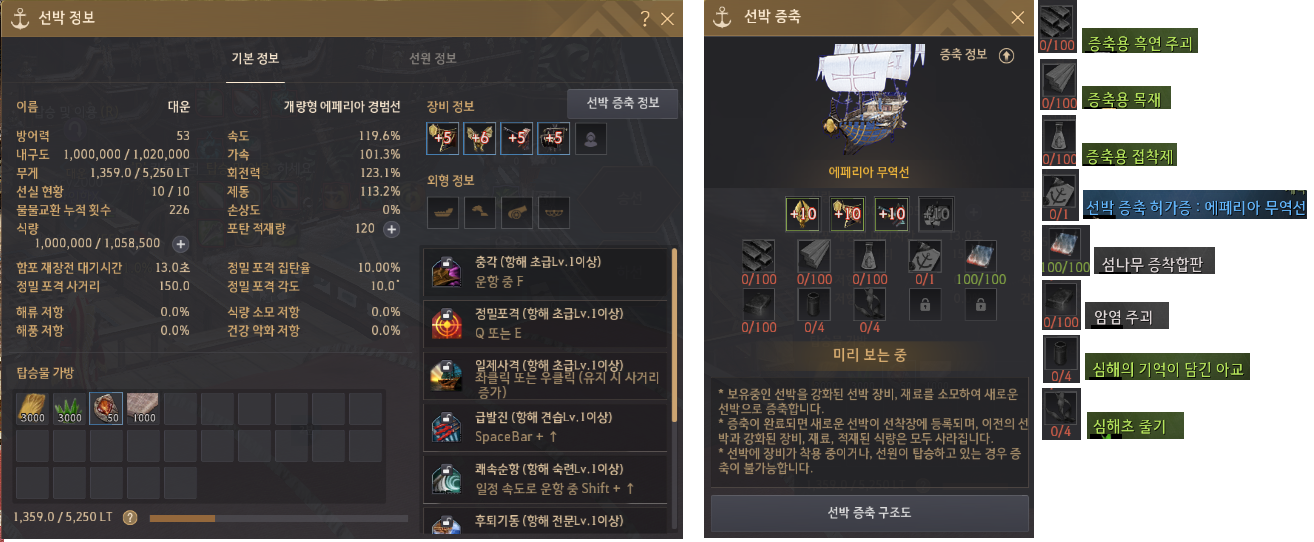 선박 정보
?
기본 정보
선원 정보
이름
대운
개량형 에페리아 경범선
방어력 53
내구도 1,000,000 / 1,020,000
무게 1,359.0 / 5,250 LT
선실 현황 10 / 10
물물교환 누적 횟수 226
식량
1,000,000 / 1,058,500
속도 119.6%
가속 101.3%
회전력 123.1%
제동 113.2%
손상도 0%
포탄 적재량 120
함포 재장전 대기시간 13.0초
정밀 포격 사거리 150.0
정밀 포격 집탄율 10.00%
정밀 포격 각도 10.0°
해류 저항 0.0%
해풍 저항 0.0%
식량 소모 저항 0.0%
건강 악화 저항 0.0%
탑승물 가방
3000
3000
50
1000
1,359.0 / 5,250 LT
?
장비 정보
선박 증축 정보
+5
+5
+5
외형 정보
충각 (항해 초급Lv.1이상)
운항 중 F
정밀포격 (항해 초급Lv.1이상)
Q 또는 E
일제사격 (항해 초급Lv.1이상)
좌클릭 또는 우클릭 (유지 시 사거리
증가)
급발진 (항해 견습Lv.1이상)
SpaceBar + ↑
쾌속순항 (항해 숙련Lv.1이상)
일정 속도로 운항 중 Shift + ↑
후퇴기동 (항해 전문Lv.1이상)
선박 증축
증축 정보
에페리아 무역선
+10
+10
+10
+10
0/100
0/100
0/1
0/1
100/100
0/100
0/4
0/4
미리 보는 중
* 보유중인 선박을 강화된 선박 장비, 재료를 소모하여 새로운
선박으로 증축합니다.
* 증축이 완료되면 새로운 선박이 선착장에 등록되며, 이전의 선
박과 강화된 장비, 재료, 적재된 식량은 모두 사라집니다.
* 선박에 장비가 착용 중이거나, 선원이 탑승하고 있는 경우 증
축이 불가능합니다.
선박 증축 구조도
0/100
증축용 흑연 주괴
0/100
증축용 목재
0/100
증축용 접착제
0/1
선박 증축 허가증 : 에페리아 무역선
100/100
섬나무 증착합판
0/100
암염 주괴
0/4
심해의 기억이 담긴 아교
0/4
심해초 줄기